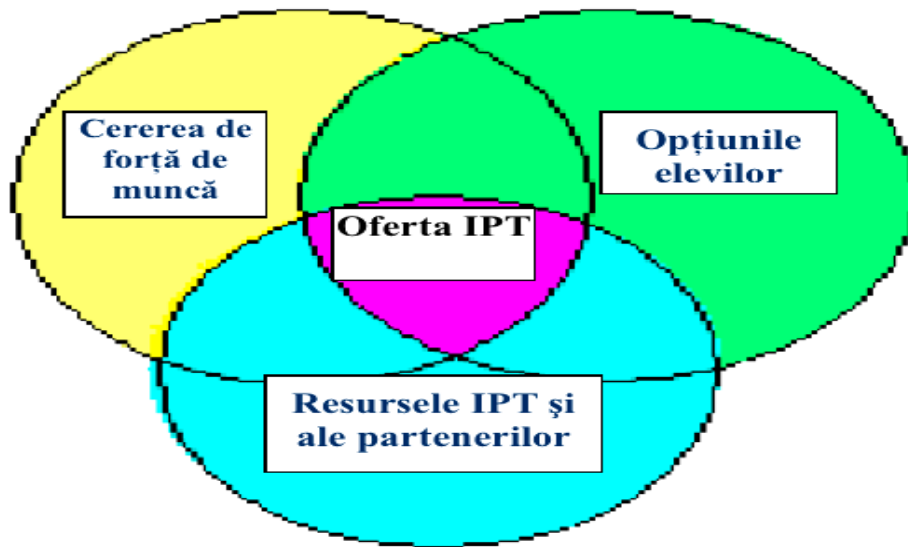 Cererea de
forță de
muncă
Opțiunile
elevilor
Oferta IPT
Resursele IPT şi
ale partenerilor